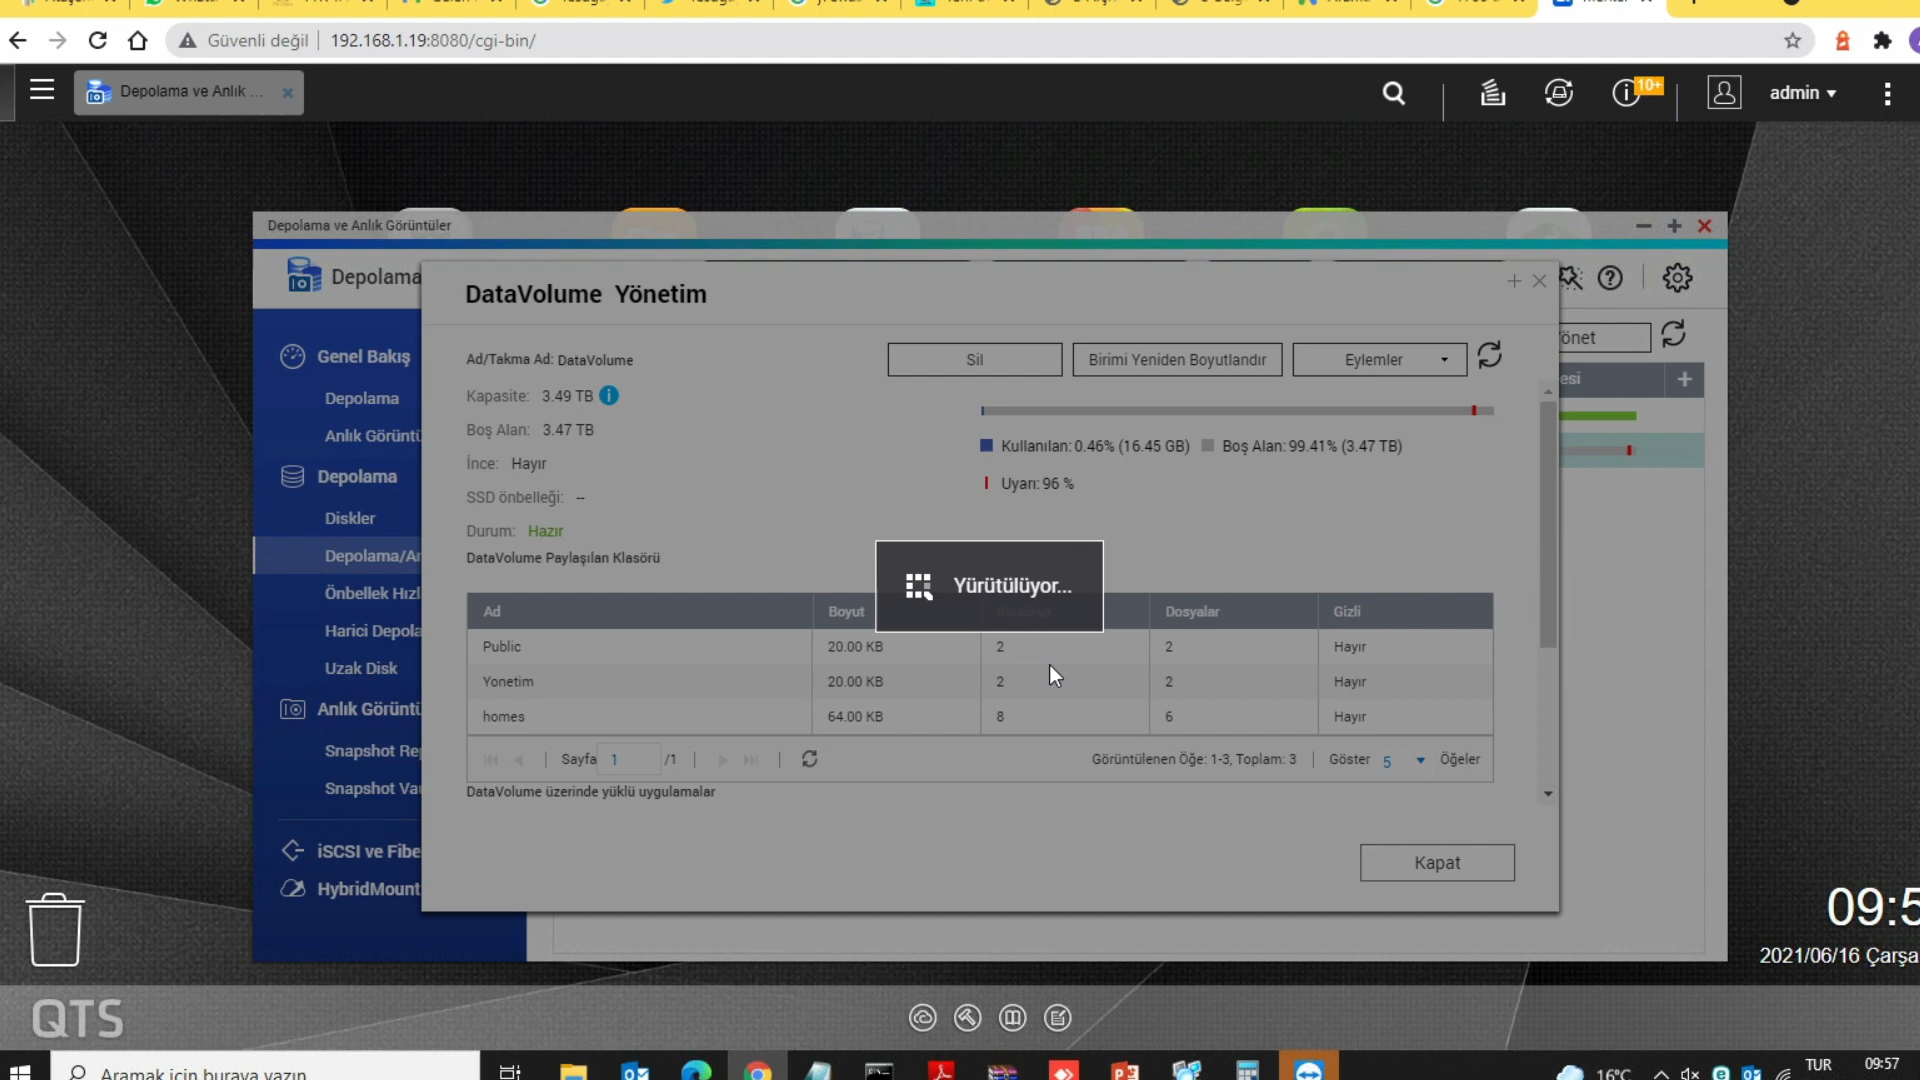 Güvenli değil
192.168.1.19:8080/cgi-bin/
Depolama ve Anlık ...
10+
admin
Depolama ve Anlık Görüntüler
Depolama
DataVolume Yönetim
Genel Bakış
Depolama
Anlık Görüntü
Depolama
Diskler
Depolama/An
Önbellek Hızl
Harici Depola
Uzak Disk
Anlık Görüntü
Snapshot Rep
Snapshot Vau
iSCSI ve Fibe
HybridMount
Ad/Takma Ad: DataVolume
Sil
Birimi Yeniden Boyutlandır
Eylemler
Kapasite: 3.49 TB
Boş Alan: 3.47 TB
Kullanılan: 0.46% (16.45 GB)
Boş Alan: 99.41% (3.47 TB)
İnce: Hayır
Uyarı: 96 %
SSD önbelleği: --
Durum: Hazır
DataVolume Paylaşılan Klasörü
Yürütülüyor...
Ad Boyut Dosyalar Gizli
Public 20.00 KB 2 2 Hayır
Yonetim 20.00 KB 2 2 Hayır
homes 64.00 KB 8 6 Hayır
Sayfa 1 /1
Görüntülenen Öğe: 1-3, Toplam: 3 | Göster 5 Öğeler
DataVolume üzerinde yüklü uygulamalar
Kapat
önet
esi
09:5
2021/06/16 Çarşa
QTS
Aramak için buraya yazın
16°C
TUR
09:57